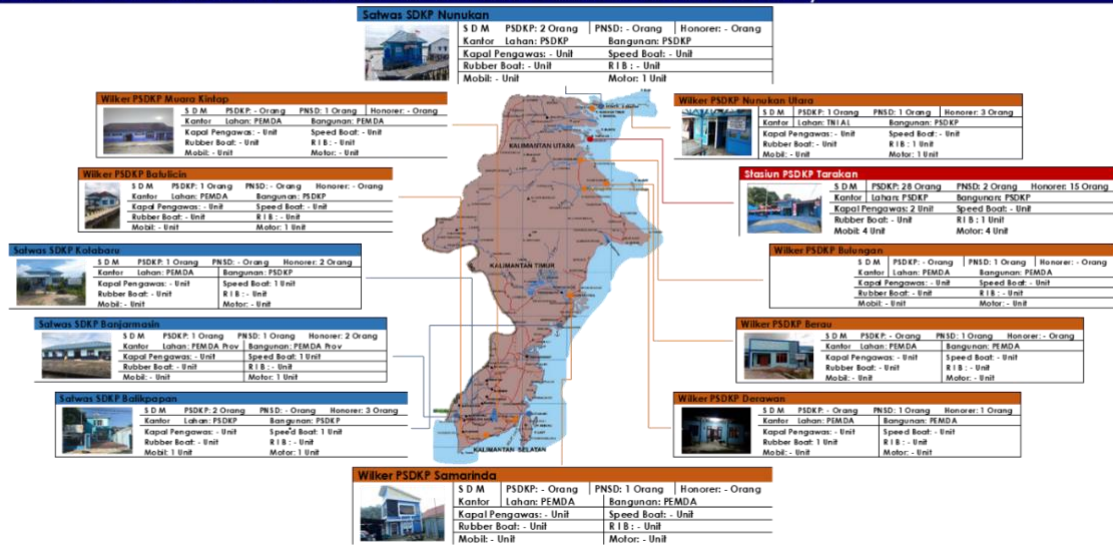 Satwas SDKP Nunukan
S D M PSDKP: 2 Orang PNSD: - Orang Honorer: - Orang
Kantor Lahan: PSDKP Bangunan: PSDKP
Kapal Pengawas: - Unit Speed Boat: - Unit
Rubber Boat: - Unit R I B : - Unit
Mobil: - Unit Motor: 1 Unit
Wilker PSDKP Muara Kintap
S D M PSDKP: - Orang PNSD: 1 Orang Honorer: - Orang
Kantor Lahan: PEMDA Bangunan: PEMDA
Kapal Pengawas: - Unit Speed Boat: - Unit
Rubber Boat: - Unit R I B : - Unit
Mobil: - Unit Motor: - Unit
Wilker PSDKP Nunukan Utara
S D M PSDKP: 1 Orang PNSD: 1 Orang Honorer: 3 Orang
Kantor Lahan: TNI AL Bangunan: PSDKP
Kapal Pengawas: - Unit Speed Boat: - Unit
Rubber Boat: - Unit R I B : 1 Unit
Mobil: - Unit Motor: 1 Unit
Wilker PSDKP Batulicin
S D M PSDKP: 1 Orang PNSD: - Orang Honorer: - Orang
Kantor Lahan: PEMDA Bangunan: PSDKP
Kapal Pengawas: - Unit Speed Boat: - Unit
Rubber Boat: - Unit R I B : - Unit
Mobil: - Unit Motor: 1 Unit
Stasiun PSDKP Tarakan
S D M PSDKP: 28 Orang PNSD: 2 Orang Honorer: 15 Orang
Kantor Lahan: PSDKP Bangunan: PSDKP
Kapal Pengawas: 2 Unit Speed Boat: - Unit
Rubber Boat: - Unit R I B : 1 Unit
Mobil: 4 Unit Motor: 4 Unit
Satwas SDKP Kotabaru
S D M PSDKP: 1 Orang PNSD: - Orang Honorer: 2 Orang
Kantor Lahan: PEMDA Bangunan: PSDKP
Kapal Pengawas: - Unit Speed Boat: 1 Unit
Rubber Boat: - Unit R I B : - Unit
Mobil: - Unit Motor: - Unit
Wilker PSDKP Bulungan
S D M PSDKP: - Orang PNSD: 1 Orang Honorer: - Orang
Kantor Lahan: PEMDA Bangunan: PEMDA
Kapal Pengawas: - Unit Speed Boat: - Unit
Rubber Boat: - Unit R I B : - Unit
Mobil: - Unit Motor: - Unit
Satwas SDKP Banjarmasin
S D M PSDKP: 1 Orang PNSD: 1 Orang Honorer: 2 Orang
Kantor Lahan: PEMDA Prov Bangunan: PEMDA Prov
Kapal Pengawas: - Unit Speed Boat: 1 Unit
Rubber Boat: - Unit R I B : - Unit
Mobil: - Unit Motor: 1 Unit
Wilker PSDKP Berau
S D M PSDKP: - Orang PNSD: 1 Orang Honorer: - Orang
Kantor Lahan: PEMDA Bangunan: PEMDA
Kapal Pengawas: - Unit Speed Boat: - Unit
Rubber Boat: - Unit R I B : - Unit
Mobil: - Unit Motor: - Unit
Satwas SDKP Balikpapan
S D M PSDKP: 2 Orang PNSD: - Orang Honorer: 3 Orang
Kantor Lahan: PSDKP Bangunan: PSDKP
Kapal Pengawas: - Unit Speed Boat: 1 Unit
Rubber Boat: - Unit R I B : - Unit
Mobil: 1 Unit Motor: 1 Unit
Wilker PSDKP Derawan
S D M PSDKP: - Orang PNSD: 1 Orang Honorer: 1 Orang
Kantor Lahan: PEMDA Bangunan: PEMDA
Kapal Pengawas: - Unit Speed Boat: - Unit
Rubber Boat: 1 Unit R I B : - Unit
Mobil: - Unit Motor: - Unit
KALIMANTAN UTARA
KALIMANTAN TIMUR
KALIMANTAN SELATAN
Wilker PSDKP Samarinda
S D M PSDKP: - Orang PNSD: 1 Orang Honorer: - Orang
Kantor Lahan: PEMDA Bangunan: PEMDA
Kapal Pengawas: - Unit Speed Boat: - Unit
Rubber Boat: - Unit R I B : - Unit
Mobil: - Unit Motor: - Unit